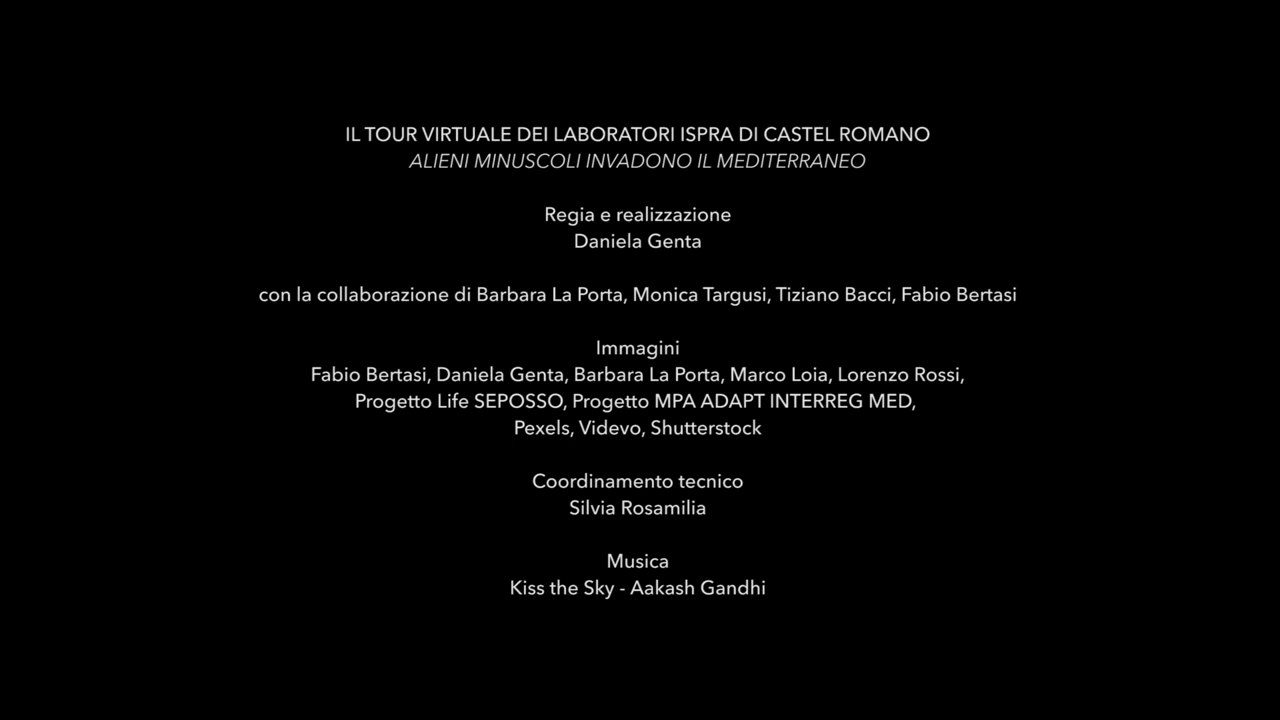 IL TOUR VIRTUALE DEI LABORATORI ISPRA DI CASTEL ROMANO
ALIENI MINUSCOLI INVADONO IL MEDITERRANEO
Regia e realizzazione
Daniela Genta
con la collaborazione di Barbara La Porta, Monica Targusi, Tiziano Bacci, Fabio Bertasi
Immagini
Fabio Bertasi, Daniela Genta, Barbara La Porta, Marco Loia, Lorenzo Rossi,
Progetto Life SEPOSSO, Progetto MPA ADAPT INTERREG MED,
Pexels, Videvo, Shutterstock
Coordinamento tecnico
Silvia Rosamilia
Musica
Kiss the Sky - Aakash Gandhi